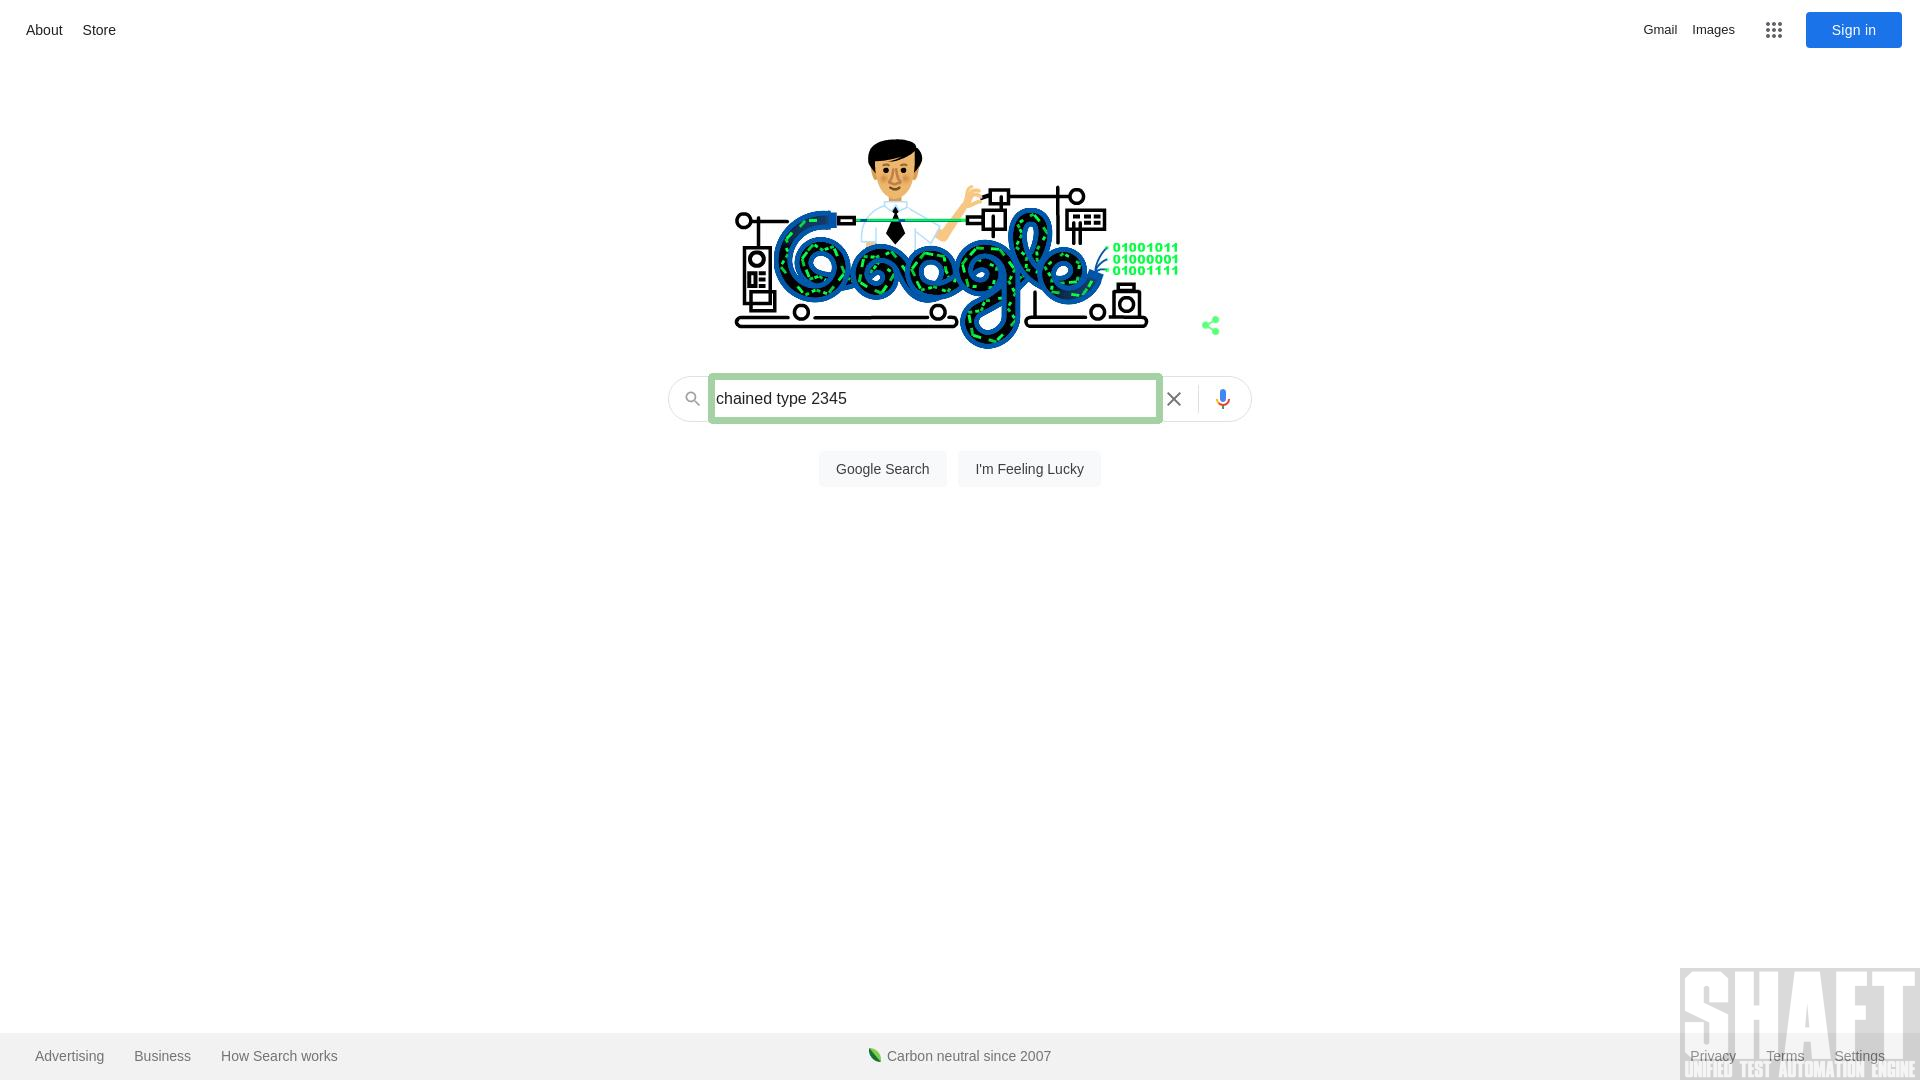 About Store
Gmail Images Sign in
Google
01001011
01000001
01001111
chained type 2345
Google Search I'm Feeling Lucky
Advertising Business How Search works
Carbon neutral since 2007
Privacy Terms Settings
SHAFT
UNIFIED TEST AUTOMATION ENGINE